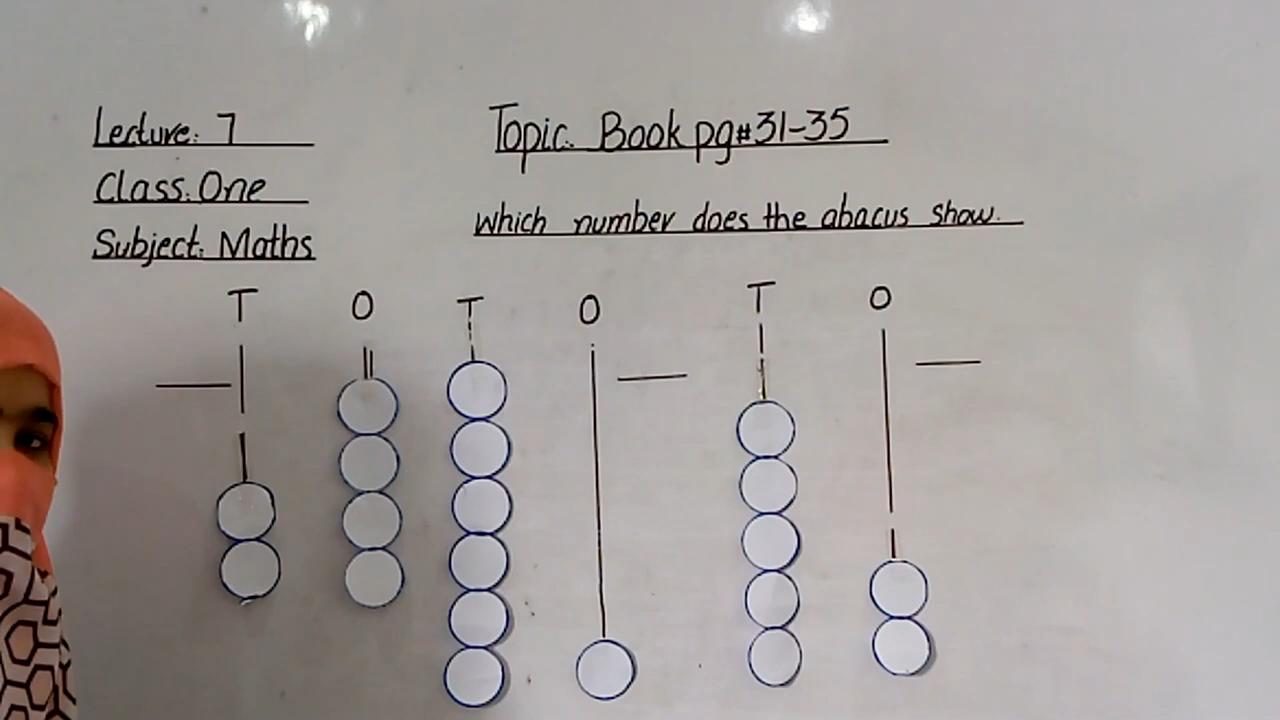 Lecture: 7
Class: One
Subject: Maths
Topic: Book pg#31-35
which number does the abacus show.
T O T O T O